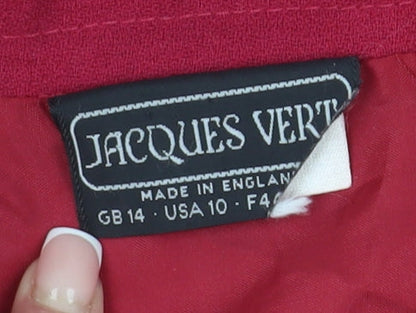 JACQUES VERT
MADE IN ENGLAN
GB 14 · USA 10 · F4